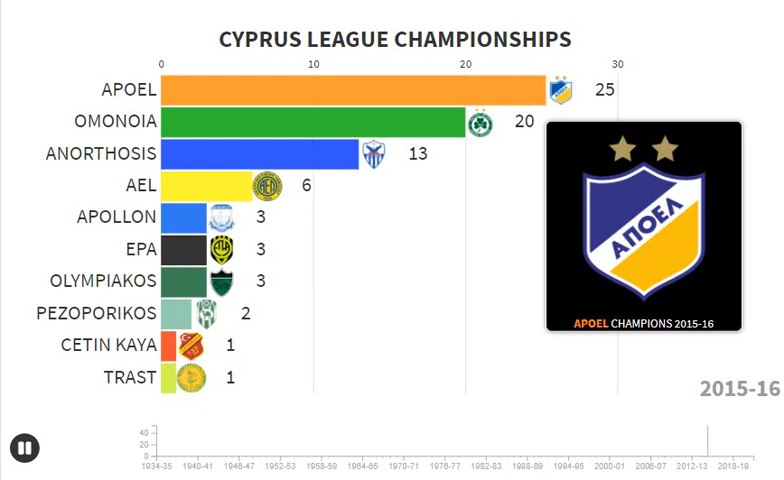 CYPRUS LEAGUE CHAMPIONSHIPS
0 10 20 30
APOEL 25
OMONOIA 20
ANORTHOSIS 13
AEL 6
APOLLON 3
EPA 3
OLYMPIAKOS 3
PEZOPORIKOS 2
CETIN KAYA 1
TRAST 1
ΑΠΟΕΛ
APOEL CHAMPIONS 2015-16
2015-16
40
20
0
1934-35 1940-41 1946-47 1952-53 1958-59 1964-65 1970-71 1976-77 1982-83 1988-89 1994-95 2000-01 2006-07 2012-13 2018-19